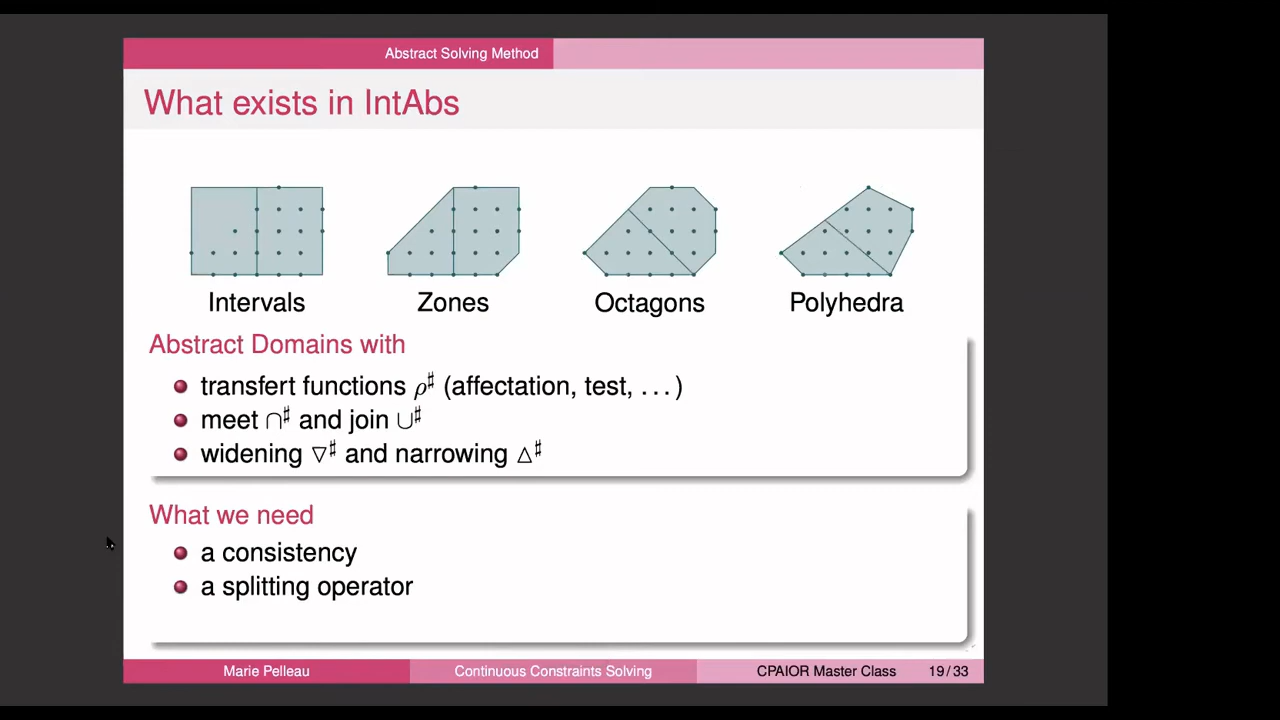 Abstract Solving Method
What exists in IntAbs
Intervals Zones Octagons Polyhedra
Abstract Domains with
transfert functions ρ♯ (affectation, test, ...)
meet ∩♯ and join ∪♯
widening ▽♯ and narrowing △♯
What we need
a consistency
a splitting operator
Marie Pelleau Continuous Constraints Solving CPAIOR Master Class 19/33